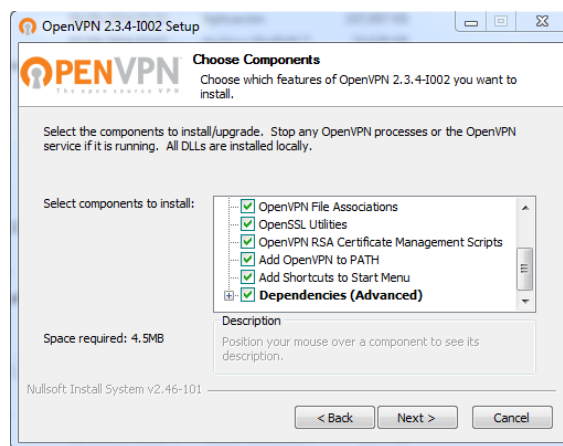 OpenVPN 2.3.4-I002 Setup
OPENVPN
The open source VPN
Choose Components
Choose which features of OpenVPN 2.3.4-I002 you want to
install.
Select the components to install/upgrade. Stop any OpenVPN processes or the OpenVPN
service if it is running. All DLLs are installed locally.
Select components to install:
OpenVPN File Associations
OpenSSL Utilities
OpenVPN RSA Certificate Management Scripts
Add OpenVPN to PATH
Add Shortcuts to Start Menu
Dependencies (Advanced)
Space required: 4.5MB
Description
Position your mouse over a component to see its
description.
Nullsoft Install System v2.46-101
< Back
Next >
Cancel